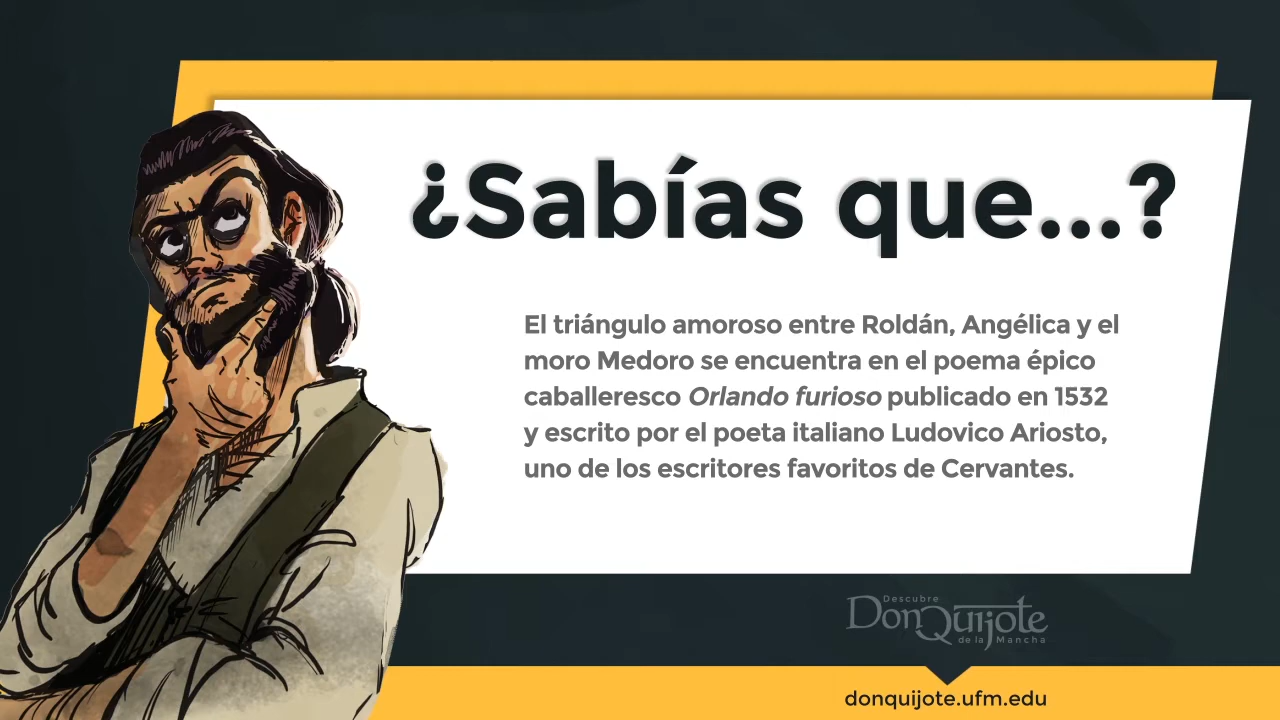 ¿Sabías que...?
El triángulo amoroso entre Roldán, Angélica y el
moro Medoro se encuentra en el poema épico
caballeresco Orlando furioso publicado en 1532
y escrito por el poeta italiano Ludovico Ariosto,
uno de los escritores favoritos de Cervantes.
Descubre
Don Quijote
de la Mancha
donquijote.ufm.edu